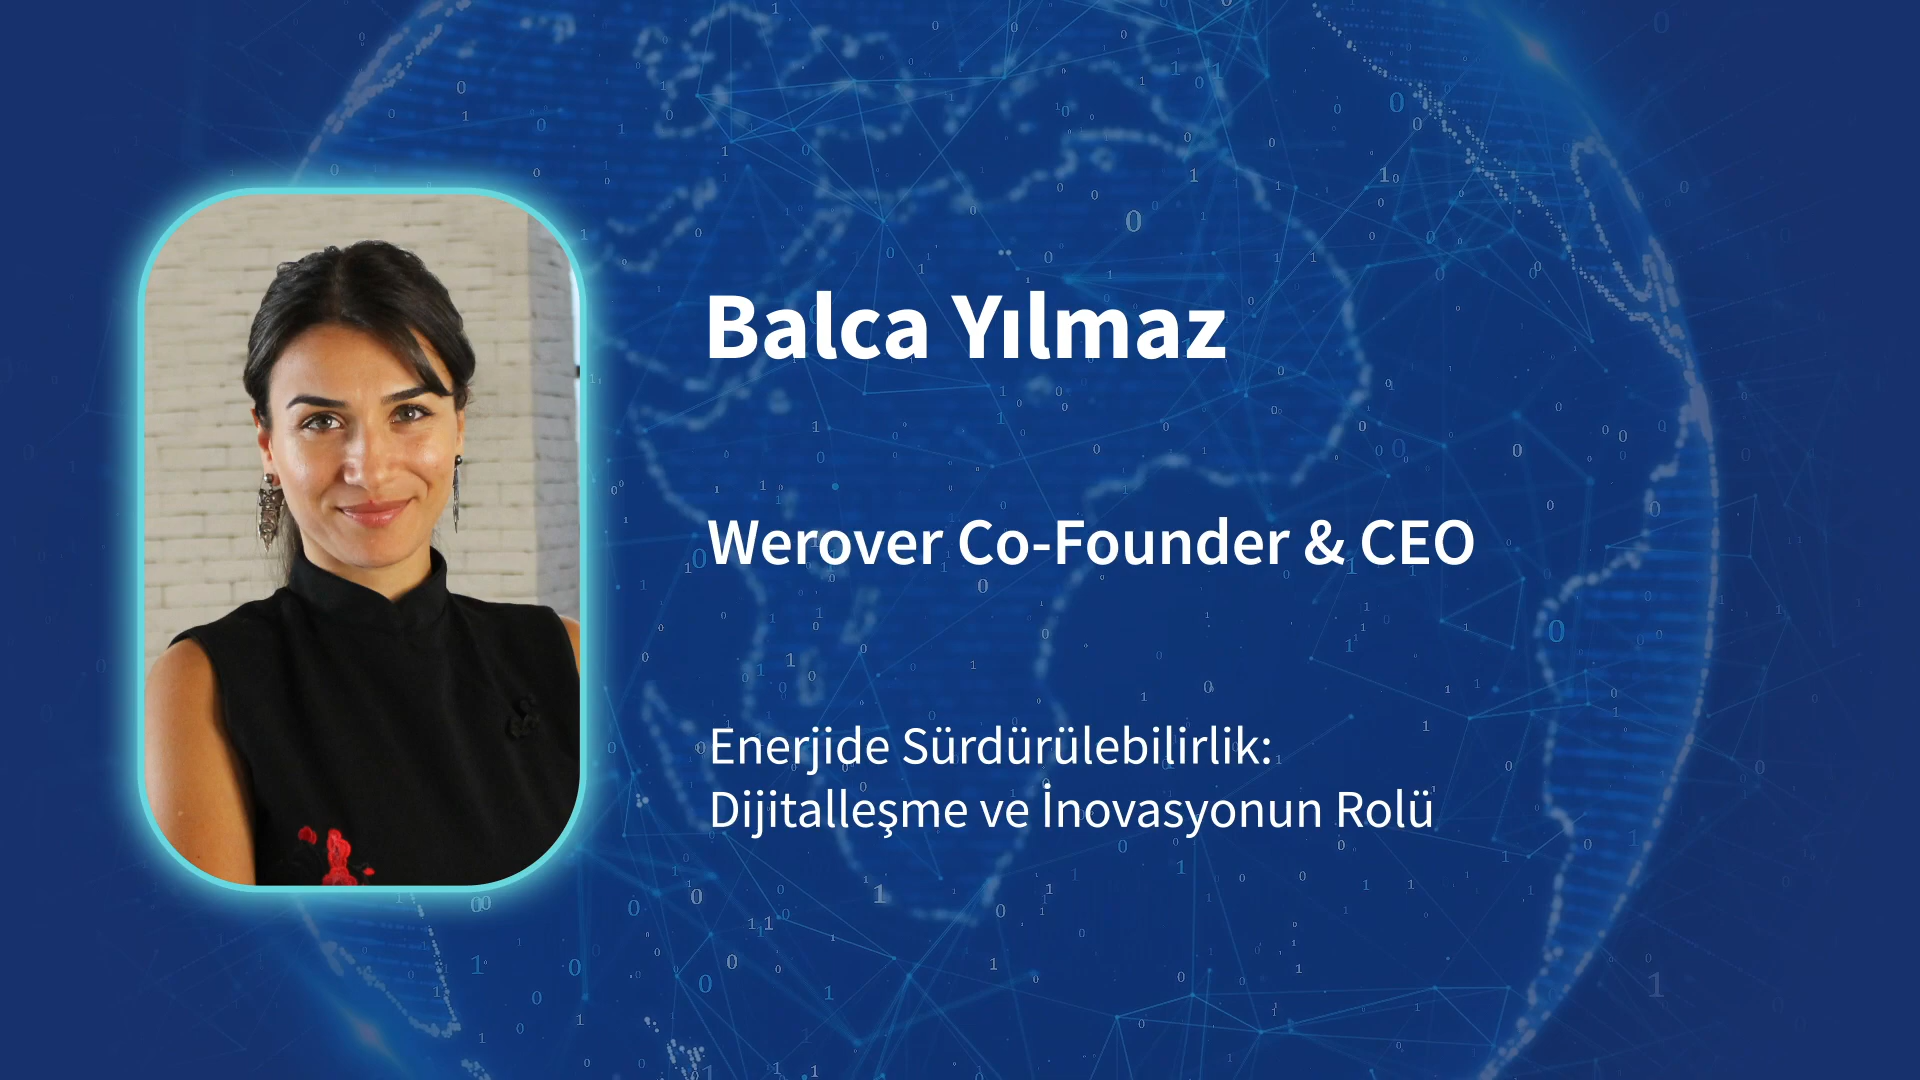 Balca Yılmaz
Werover Co-Founder & CEO
Enerjide Sürdürülebilirlik:
Dijitalleşme ve İnovasyonun Rolü